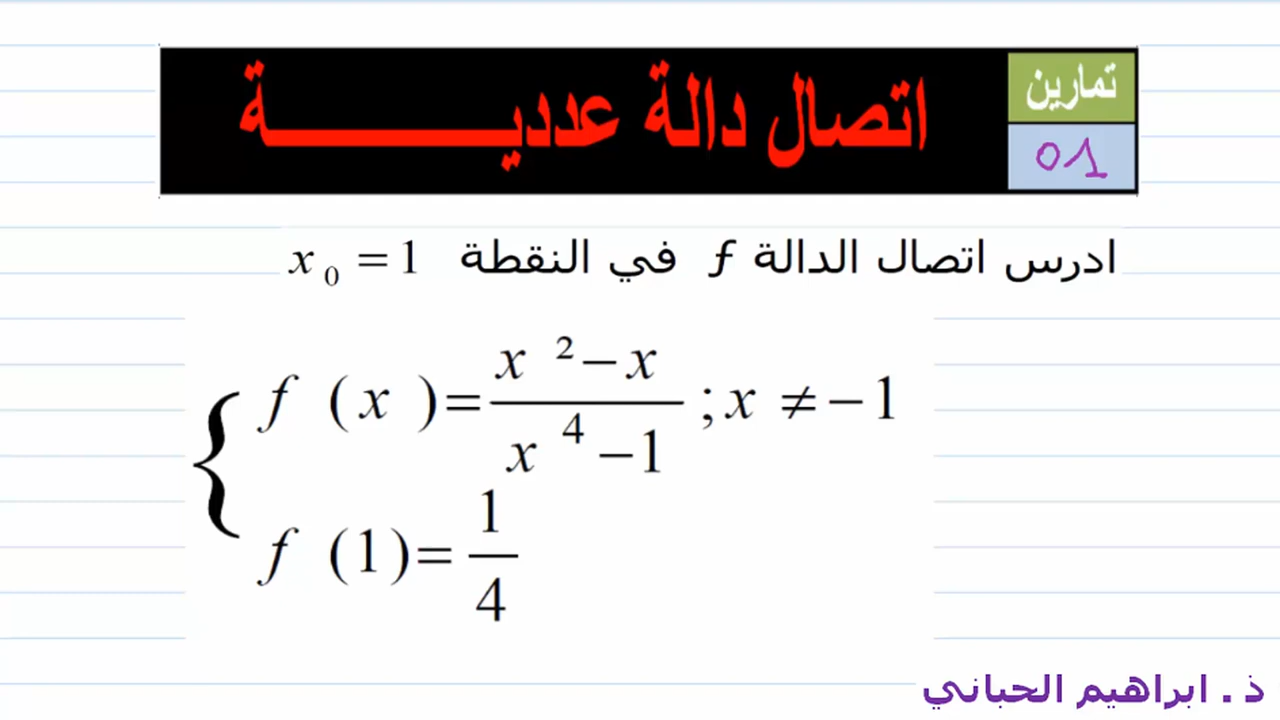 تمارين
01
اتصال دالة عدديـــــــــــة
ادرس اتصال الدالة f في النقطة x₀ = 1
f (x) = (x² − x) / (x⁴ − 1) ; x ≠ −1
f (1) = 1/4
ذ . ابراهيم الحباني